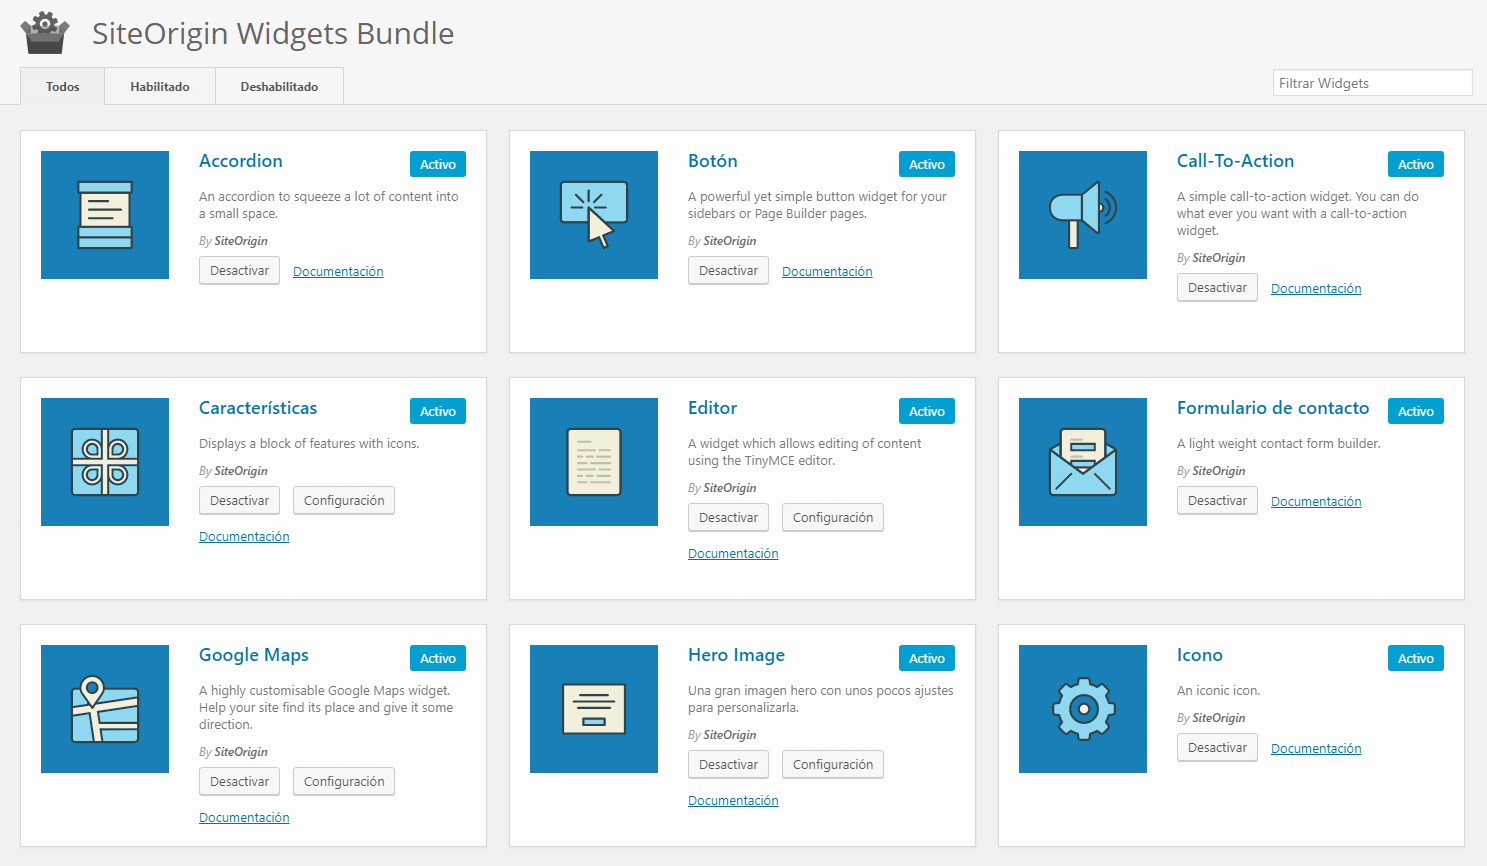 SiteOrigin Widgets Bundle
Todos
Habilitado
Deshabilitado
Filtrar Widgets
Accordion
Activo
An accordion to squeeze a lot of content into
a small space.
By SiteOrigin
Desactivar
Documentación
Botón
Activo
A powerful yet simple button widget for your
sidebars or Page Builder pages.
By SiteOrigin
Desactivar
Documentación
Call-To-Action
Activo
A simple call-to-action widget. You can do
what ever you want with a call-to-action
widget.
By SiteOrigin
Desactivar
Documentación
Características
Activo
Displays a block of features with icons.
By SiteOrigin
Desactivar
Configuración
Documentación
Editor
Activo
A widget which allows editing of content
using the TinyMCE editor.
By SiteOrigin
Desactivar
Configuración
Documentación
Formulario de contacto
Activo
A light weight contact form builder.
By SiteOrigin
Desactivar
Documentación
Google Maps
Activo
A highly customisable Google Maps widget.
Help your site find its place and give it some
direction.
By SiteOrigin
Desactivar
Configuración
Documentación
Hero Image
Activo
Una gran imagen hero con unos pocos ajustes
para personalizarla.
By SiteOrigin
Desactivar
Configuración
Documentación
Icono
Activo
An iconic icon.
By SiteOrigin
Desactivar
Documentación